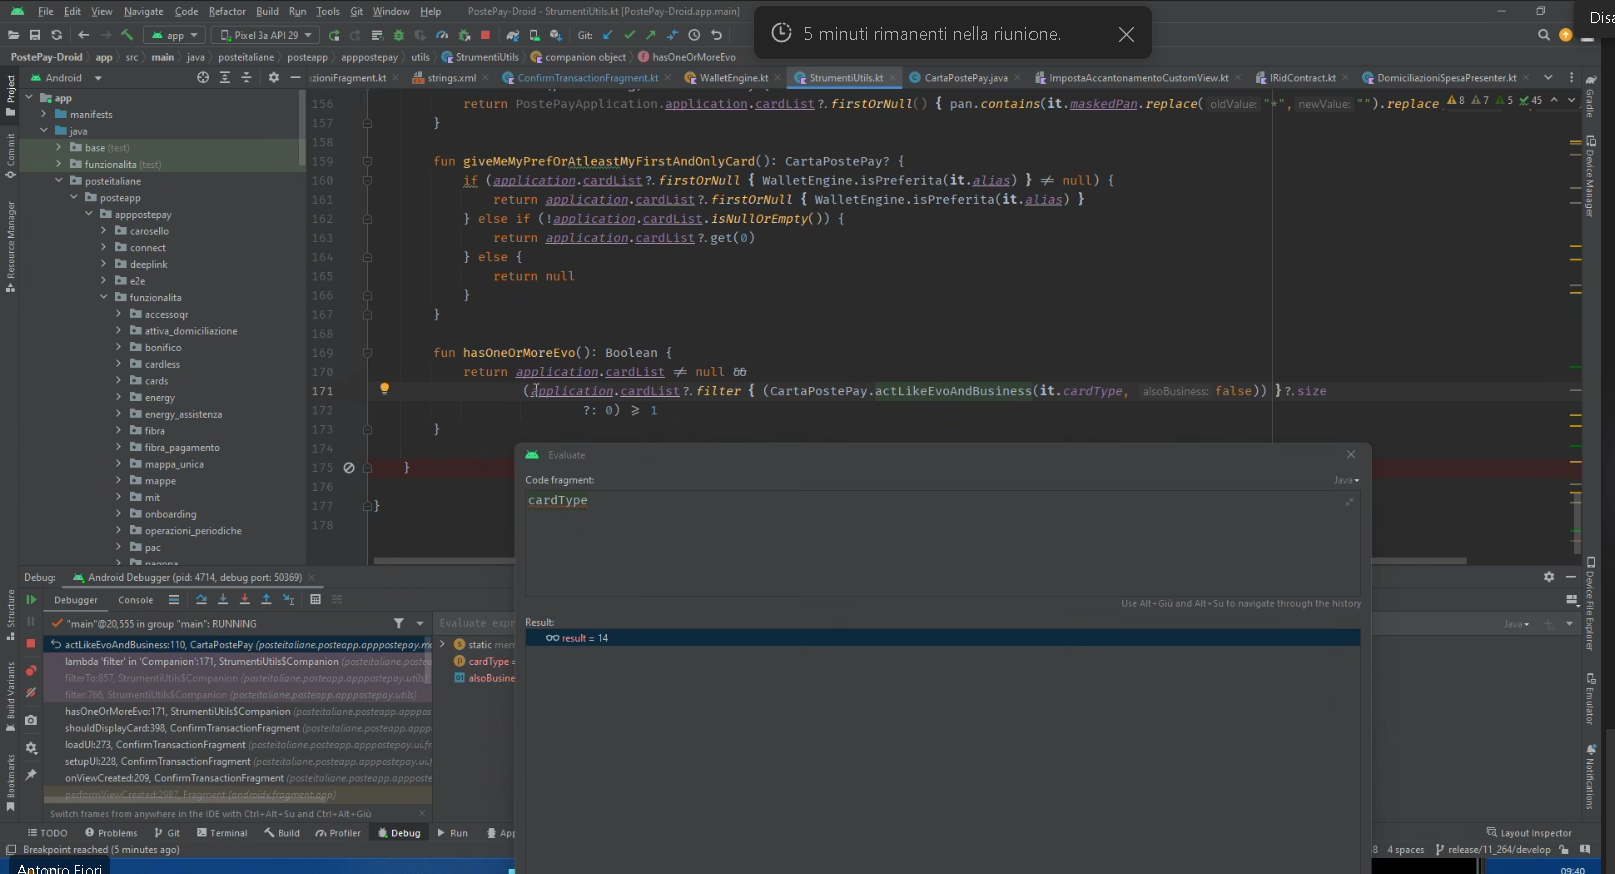 File Edit View Navigate Code Refactor Build Run Tools Git Window Help PostePay-Droid - StrumentiUtils.kt [PostePay-Droid.app.main]
5 minuti rimanenti nella riunione.
app Pixel 3a API 29 Git:
PostePay-Droid app src main java posteitaliane posteapp apppostepay utils StrumentiUtils companion object hasOneOrMoreEvo
Android
strings.xml ConfirmTransactionFragment.kt WalletEngine.kt StrumentiUtils.kt CartaPostePay.java ImpostaAccantonamentoCustomView.kt IRidContract.kt DomiciliazioniSpesaPresenter.kt
Project
Commit
Resource Manager
Structure
Build Variants
Bookmarks
app
manifests
java
base (test)
funzionalita (test)
posteitaliane
posteapp
apppostepay
carosello
connect
deeplink
e2e
funzionalita
accessoqr
attiva_domiciliazione
bonifico
cardless
cards
energy
energy_assistenza
fibra
fibra_pagamento
mappa_unica
mappe
mit
onboarding
operazioni_periodiche
pac
156 return PostePayApplication.application.cardList?.firstOrNull() { pan.contains(it.maskedPan.replace( oldValue: "*", newValue: "").replace 8 7 5 45
157 }
158
159 fun giveMeMyPrefOrAtleastMyFirstAndOnlyCard(): CartaPostePay? {
160 if (application.cardList?.firstOrNull { WalletEngine.isPreferita(it.alias) } ≠ null) {
161 return application.cardList?.firstOrNull { WalletEngine.isPreferita(it.alias) }
162 } else if (!application.cardList.isNullOrEmpty()) {
163 return application.cardList?.get(0)
164 } else {
165 return null
166 }
167 }
168
169 fun hasOneOrMoreEvo(): Boolean {
170 return application.cardList ≠ null &&
171 (application.cardList?.filter { (CartaPostePay.actLikeEvoAndBusiness(it.cardType, alsoBusiness: false)) }?.size
172 ?: 0) ⩾ 1
173 }
174
175 }
176
177 }
178
Evaluate
Code fragment: Java
cardType
Use Alt+Giù and Alt+Su to navigate through the history
Result:
result = 14
Gradle
Device Manager
Device File Explorer
Emulator
Notifications
Debug: Android Debugger (pid: 4714, debug port: 50369)
Debugger Console
"main"@20,555 in group "main": RUNNING
actLikeEvoAndBusiness:110, CartaPostePay (posteitaliane.posteapp.apppostepay.
lambda 'filter' in 'Companion':171, StrumentiUtils$Companion
filterTo:857, StrumentiUtils$Companion (posteitaliane.posteapp.apppostepay.utils)
filter:766, StrumentiUtils$Companion (posteitaliane.posteapp.apppostepay.utils)
hasOneOrMoreEvo:171, StrumentiUtils$Companion (posteitaliane.posteapp.apppos
shouldDisplayCard:398, ConfirmTransactionFragment (posteitaliane.posteapp.app
loadUI:273, ConfirmTransactionFragment (posteitaliane.posteapp.apppostepay.ui.fr
setupUI:228, ConfirmTransactionFragment (posteitaliane.posteapp.apppostepay.ui.
onViewCreated:209, ConfirmTransactionFragment (posteitaliane.posteapp.apppost
performViewCreated:2987, Fragment (androidx.fragment.app)
Switch frames from anywhere in the IDE with Ctrl+Alt+Su and Ctrl+Alt+Giù
Evaluate expr
static mem
cardType =
alsoBusine
Java
TODO Problems Git Terminal Build Profiler Debug Run App
Layout Inspector
Breakpoint reached (5 minutes ago)
4 spaces release/11_264/develop
Antonio Fiori
09:40